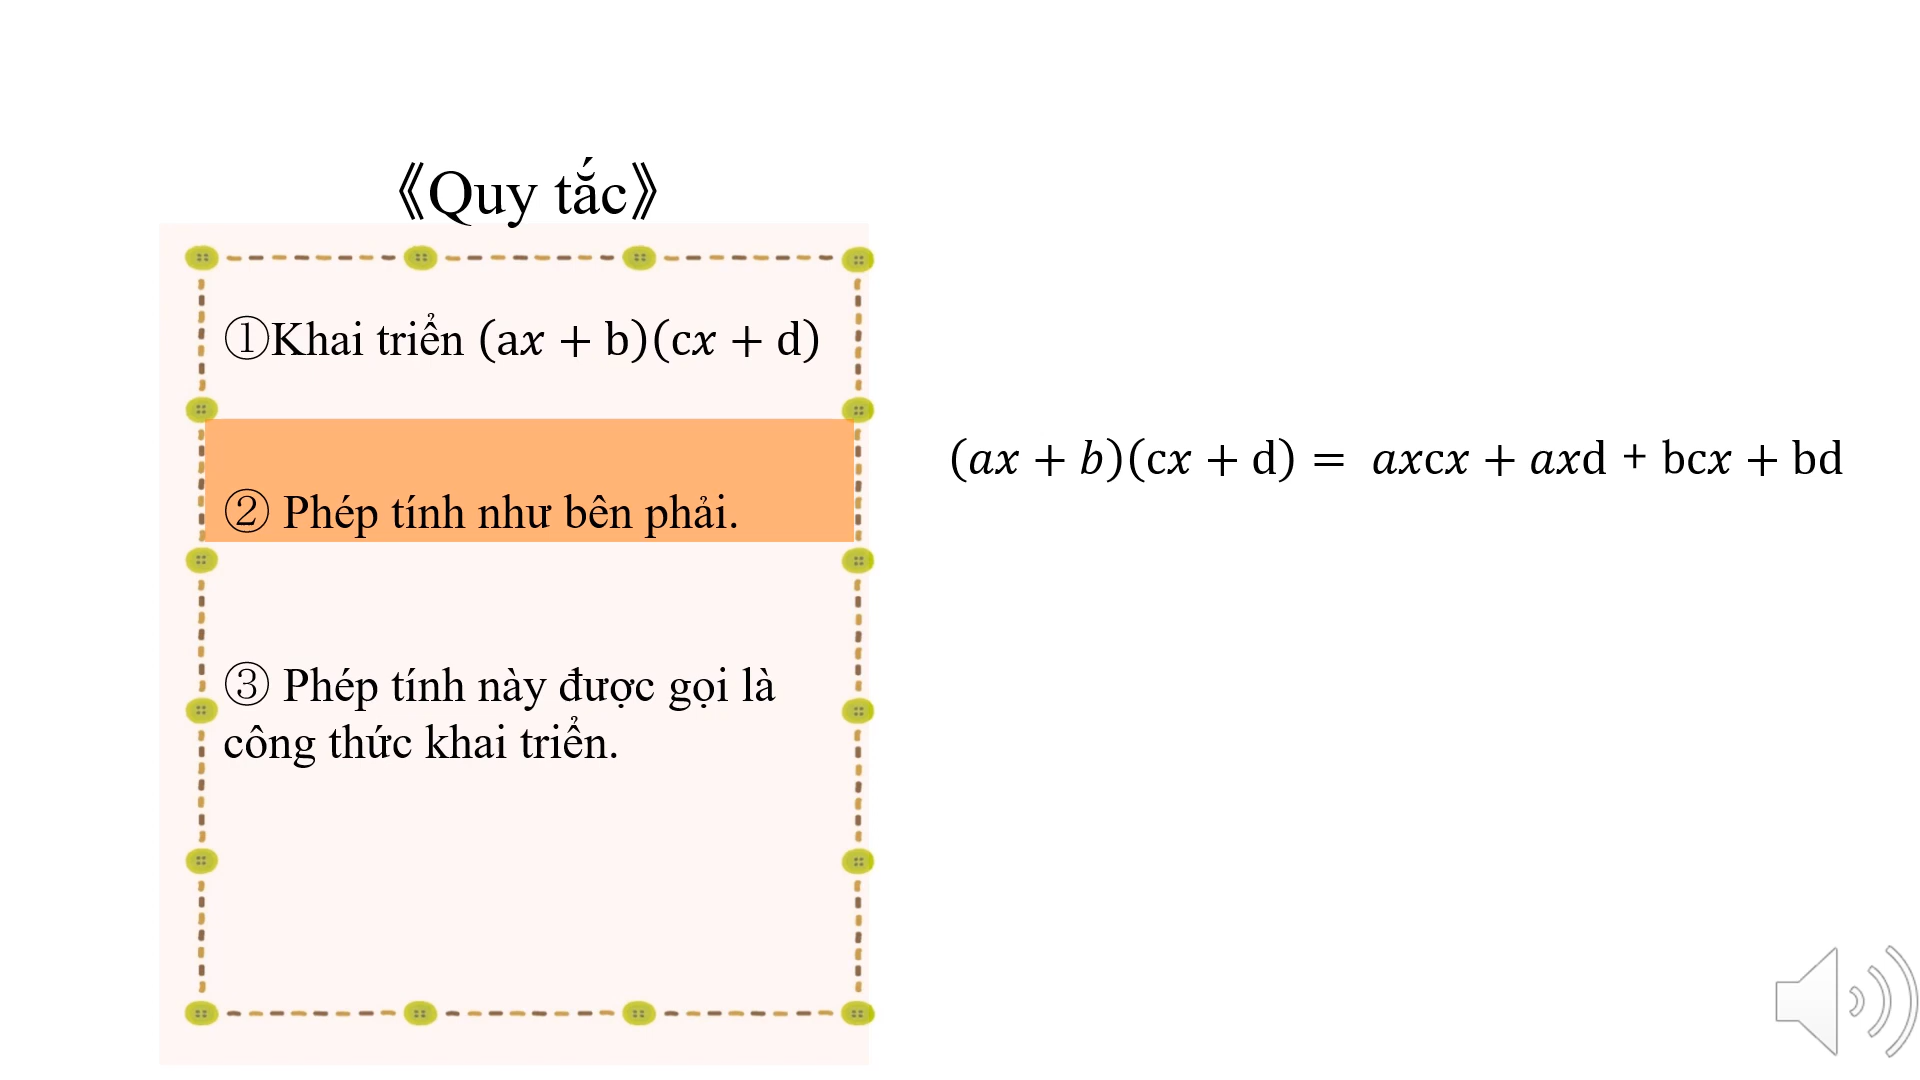 《Quy tắc》
①Khai triển (ax + b)(cx + d)
② Phép tính như bên phải.
③ Phép tính này được gọi là
công thức khai triển.
(ax + b)(cx + d) = axcx + axd + bcx + bd